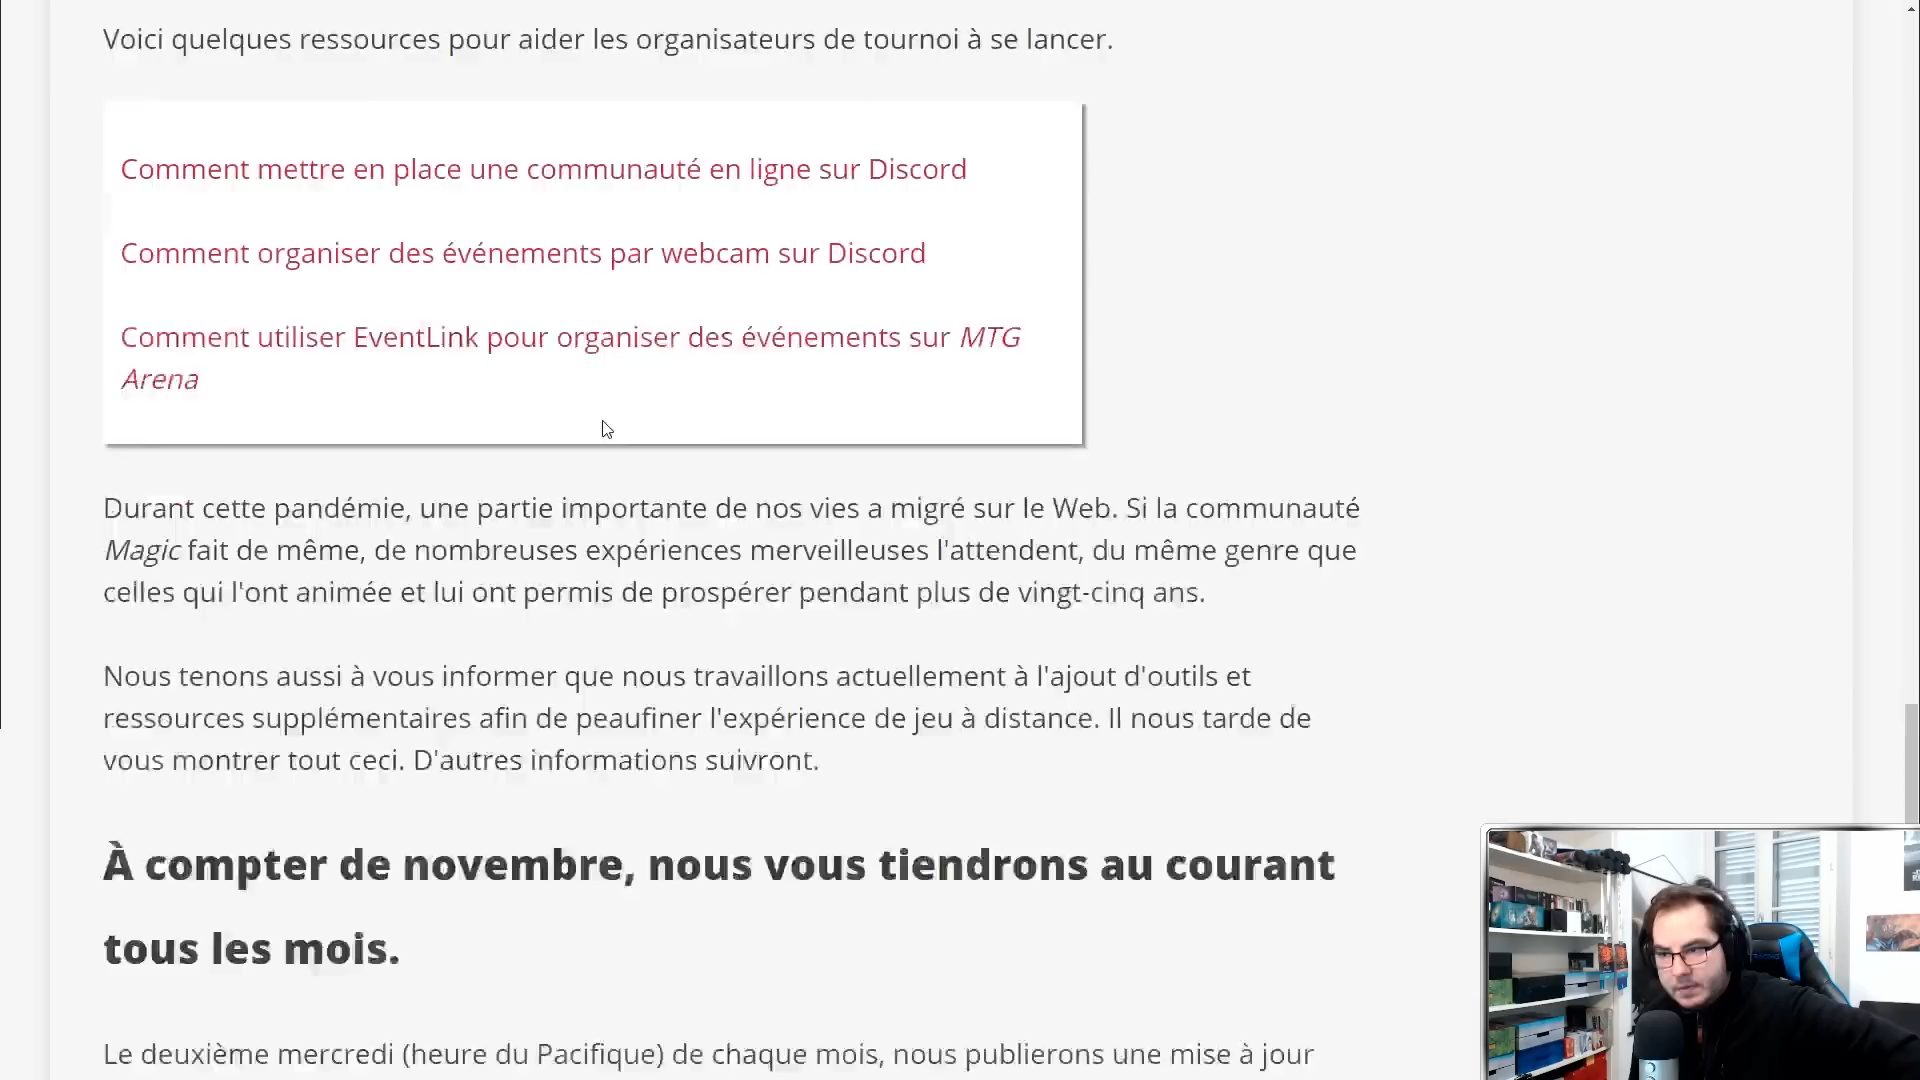 Voici quelques ressources pour aider les organisateurs de tournoi à se lancer.
Comment mettre en place une communauté en ligne sur Discord
Comment organiser des événements par webcam sur Discord
Comment utiliser EventLink pour organiser des événements sur MTG
Arena
Durant cette pandémie, une partie importante de nos vies a migré sur le Web. Si la communauté
Magic fait de même, de nombreuses expériences merveilleuses l'attendent, du même genre que
celles qui l'ont animée et lui ont permis de prospérer pendant plus de vingt-cinq ans.
Nous tenons aussi à vous informer que nous travaillons actuellement à l'ajout d'outils et
ressources supplémentaires afin de peaufiner l'expérience de jeu à distance. Il nous tarde de
vous montrer tout ceci. D'autres informations suivront.
À compter de novembre, nous vous tiendrons au courant
tous les mois.
Le deuxième mercredi (heure du Pacifique) de chaque mois, nous publierons une mise à jour